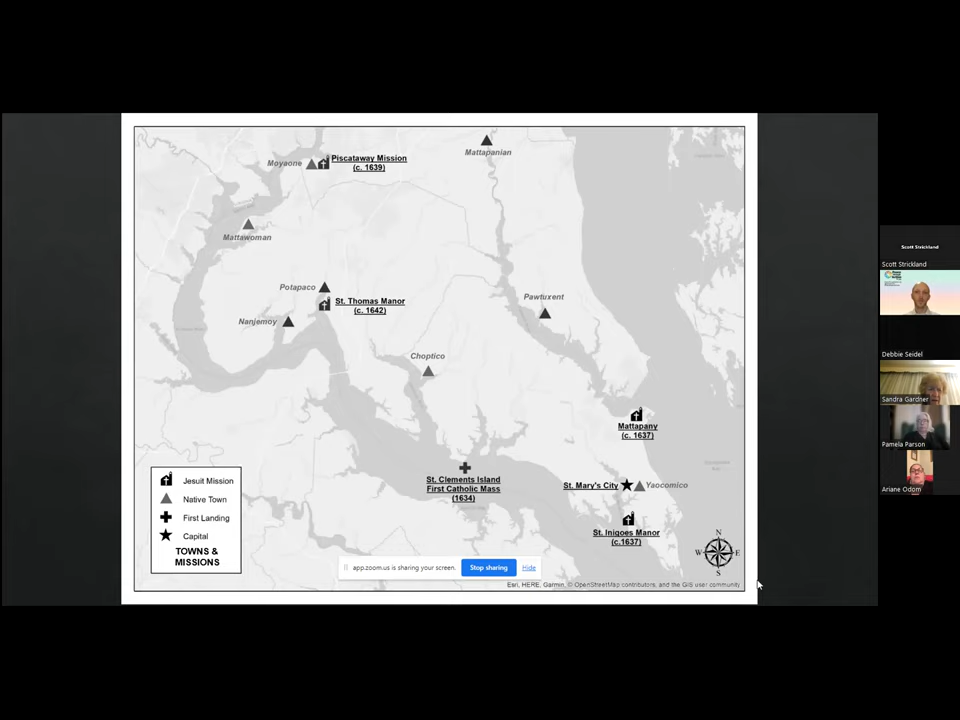 Moyaone
Piscataway Mission
(c. 1639)
Mattapanian
Mattawoman
Potapaco
St. Thomas Manor
(c. 1642)
Nanjemoy
Pawtuxent
Choptico
Mattapany
(c. 1637)
St. Clements Island
First Catholic Mass
(1634)
St. Mary's City
Yaocomico
St. Inigoes Manor
(c.1637)
Jesuit Mission
Native Town
First Landing
Capital
TOWNS &
MISSIONS
N
W
E
S
app.zoom.us is sharing your screen.
Stop sharing
Hide
Esri, HERE, Garmin, © OpenStreetMap contributors, and the GIS user community
Scott Strickland
Scott Strickland
Debbie Seidel
Sandra Gardner
Pamela Parson
Ariane Odom